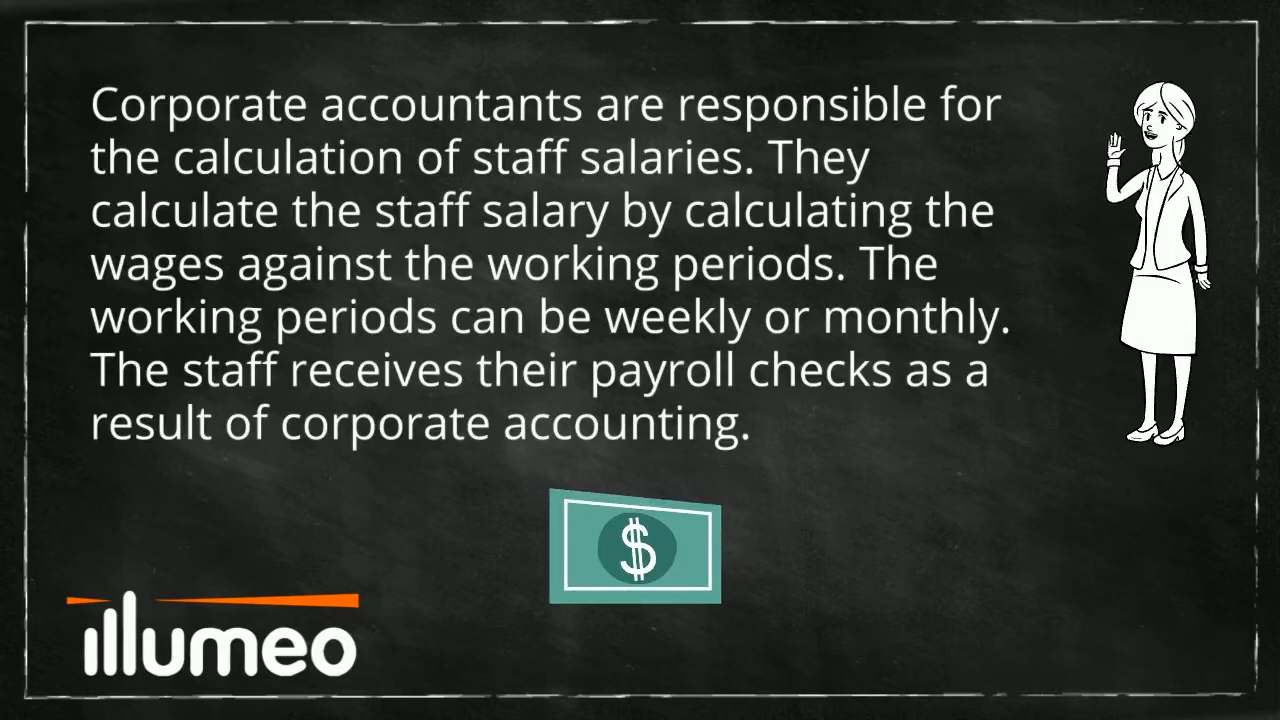 Corporate accountants are responsible for
the calculation of staff salaries. They
calculate the staff salary by calculating the
wages against the working periods. The
working periods can be weekly or monthly.
The staff receives their payroll checks as a
result of corporate accounting.
$
illumeo